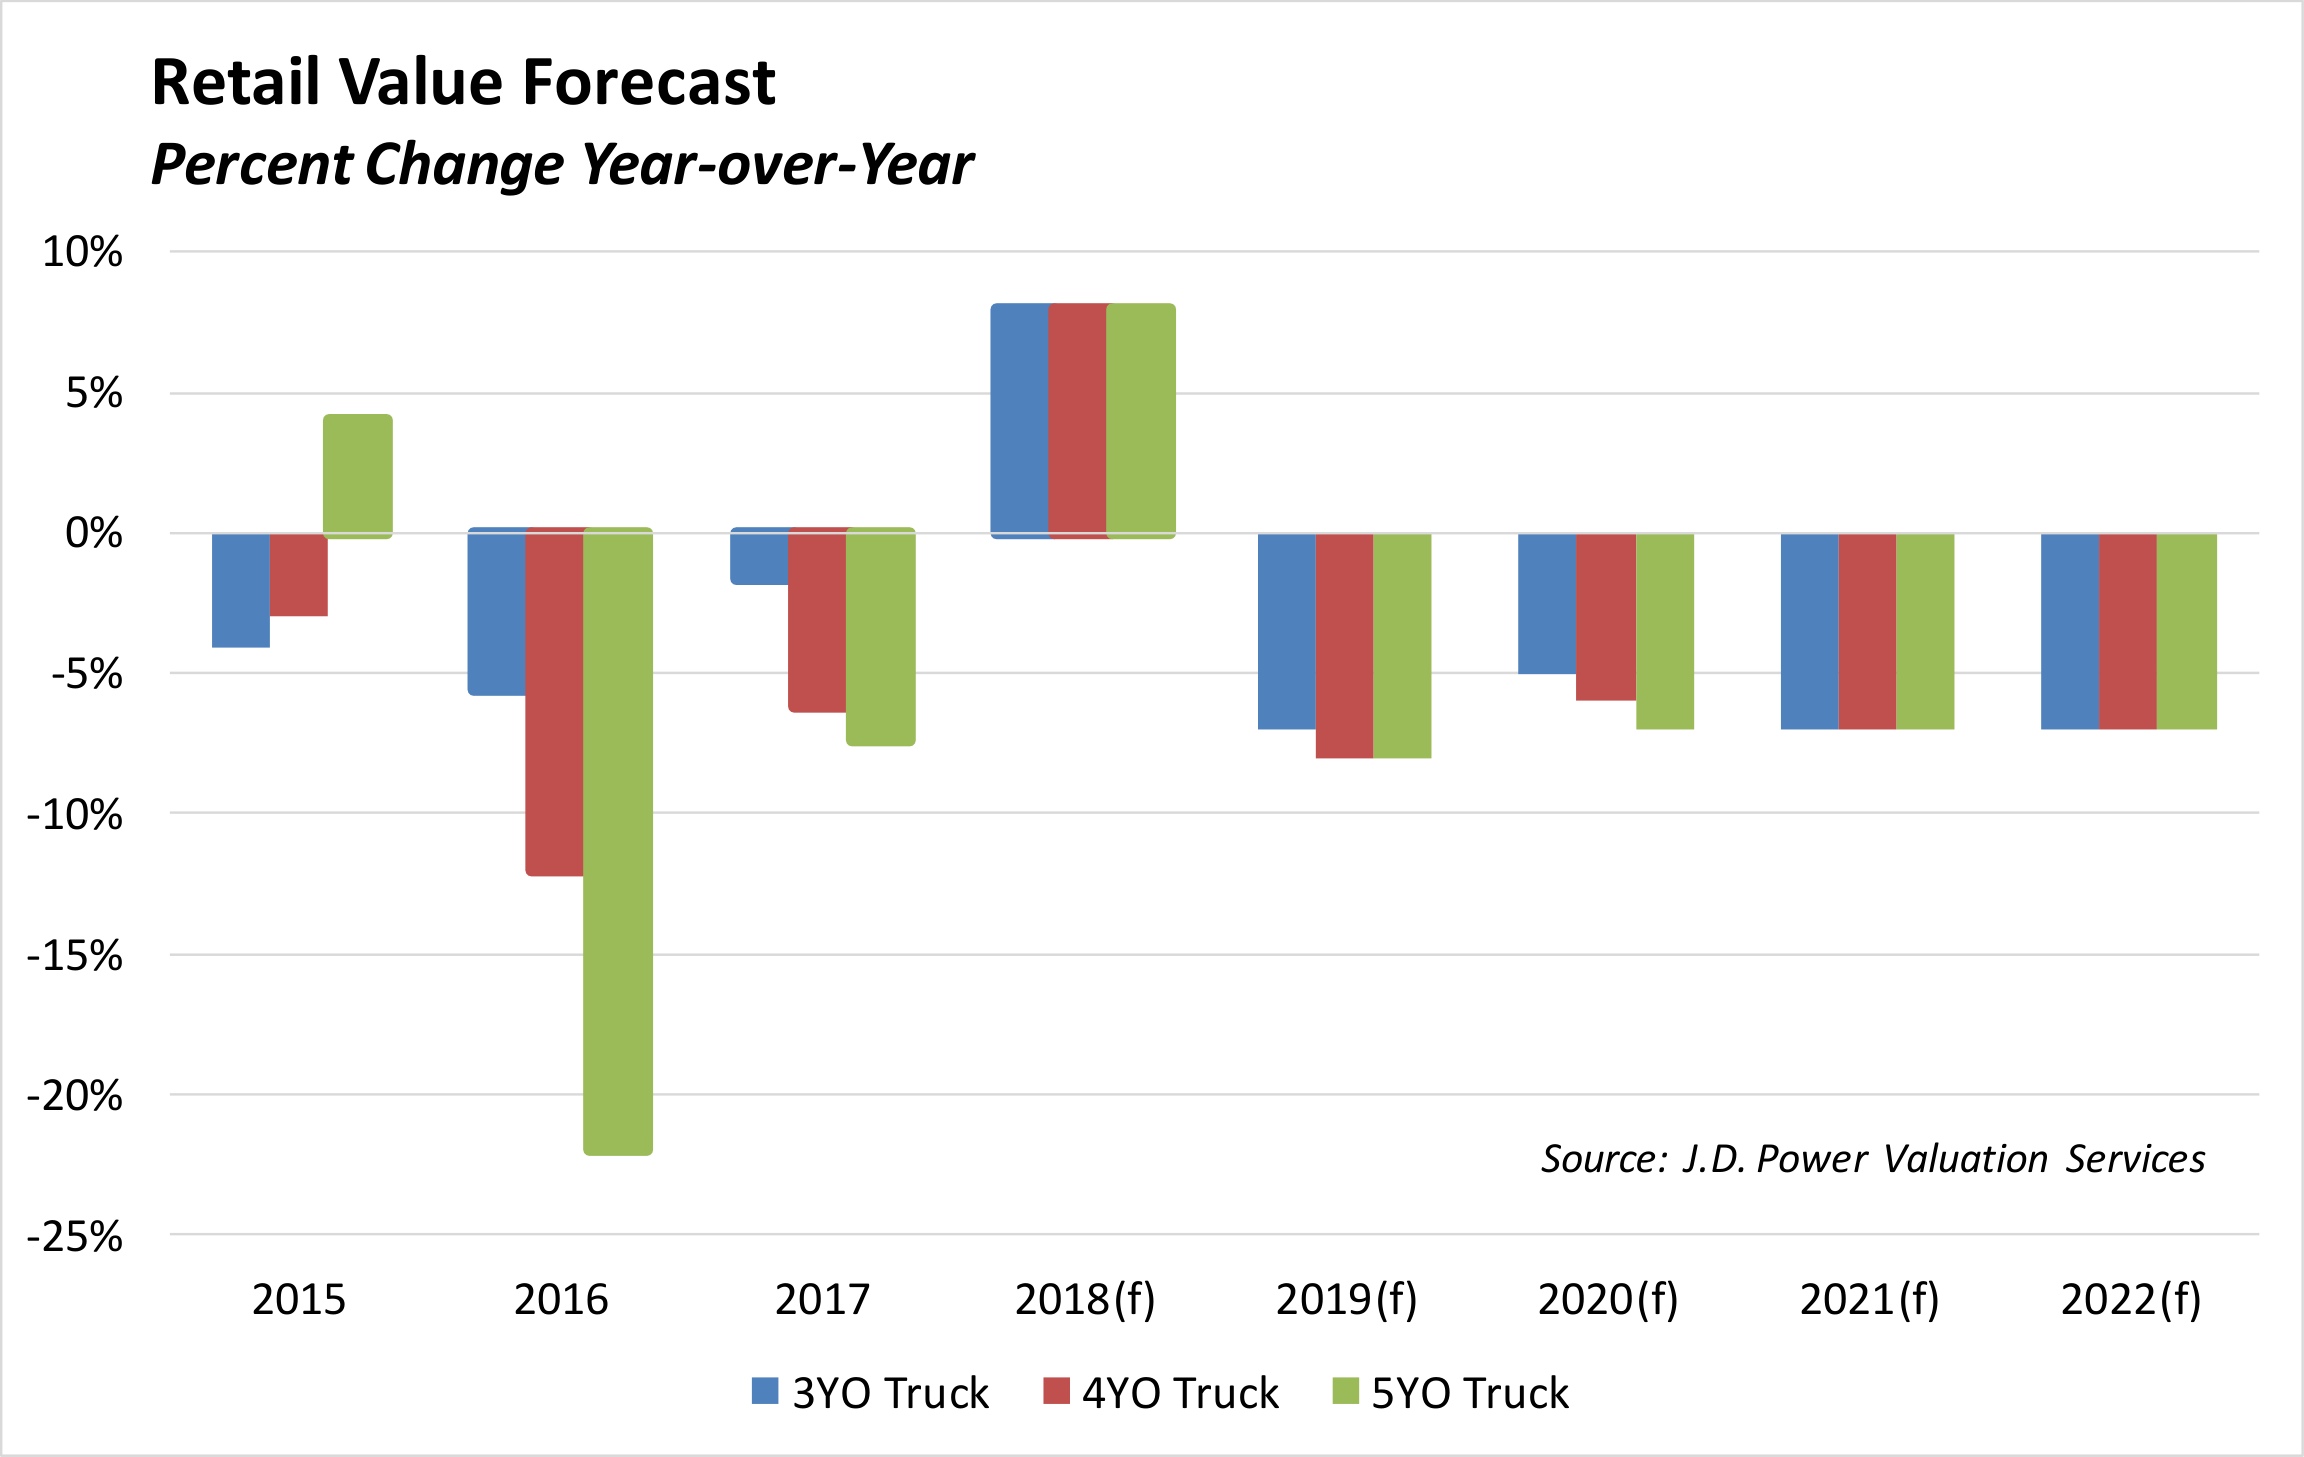 Retail Value Forecast
Percent Change Year-over-Year
10%
5%
0%
-5%
-10%
-15%
-20%
Source: J.D. Power Valuation Services
-25%
2015 2016 2017 2018(f) 2019(f) 2020(f) 2021(f) 2022(f)
3YO Truck 4YO Truck 5YO Truck